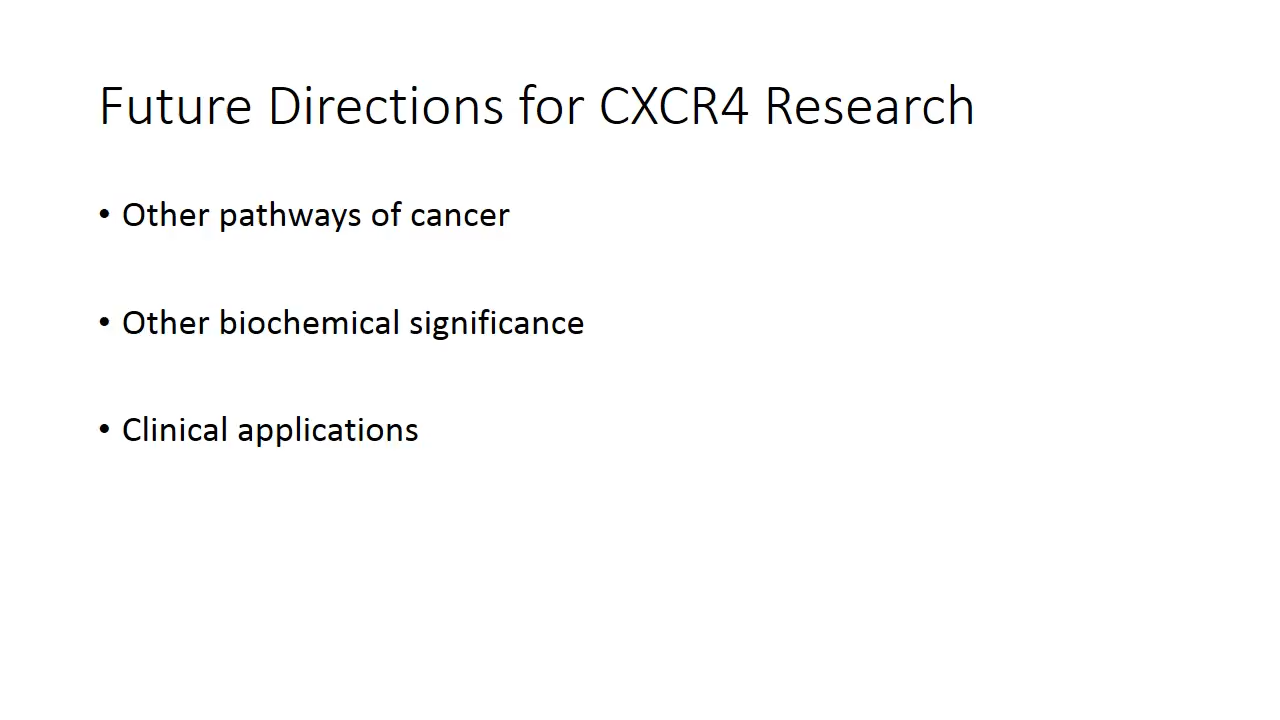 Future Directions for CXCR4 Research
• Other pathways of cancer
• Other biochemical significance
• Clinical applications